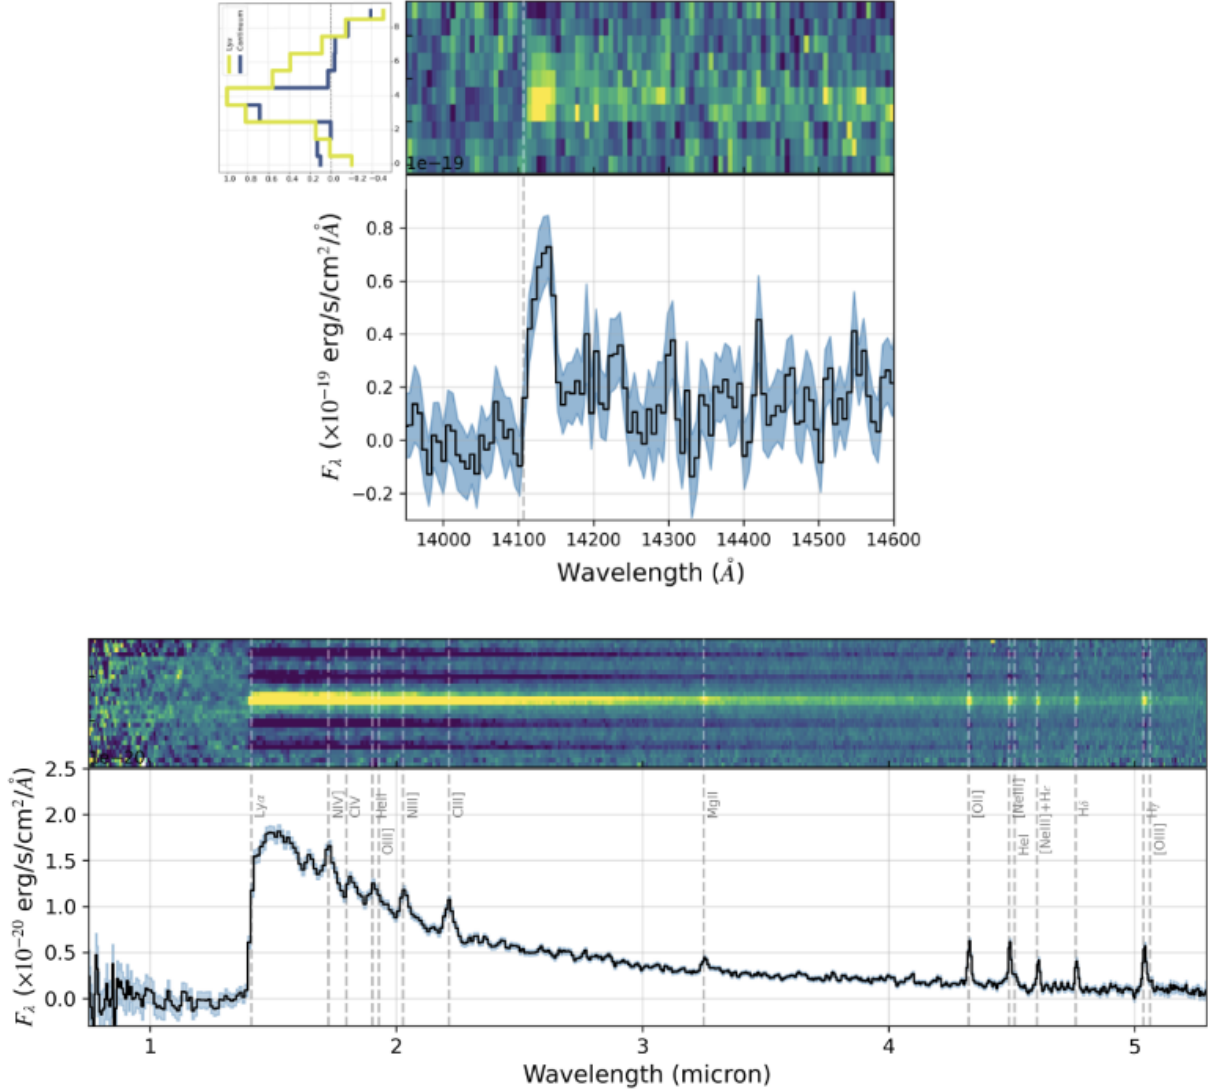 Lyα
Continuum
8
6
4
2
0
1.0 0.8 0.6 0.4 0.2 0.0 −0.2 −0.4
1e−19
Fλ (×10−19 erg/s/cm2/Å)
0.8
0.6
0.4
0.2
0.0
−0.2
14000 14100 14200 14300 14400 14500 14600
Wavelength (Å)
Fλ (×10−20 erg/s/cm2/Å)
2.5
2.0
1.5
1.0
0.5
0.0
Lyα
NIV]
CIV
HeII
OIII]
NIII]
CIII]
MgII
[OII]
[NeIII]
HeI
[NeIII]+Hε
Hδ
Hγ
[OIII]
1 2 3 4 5
Wavelength (micron)